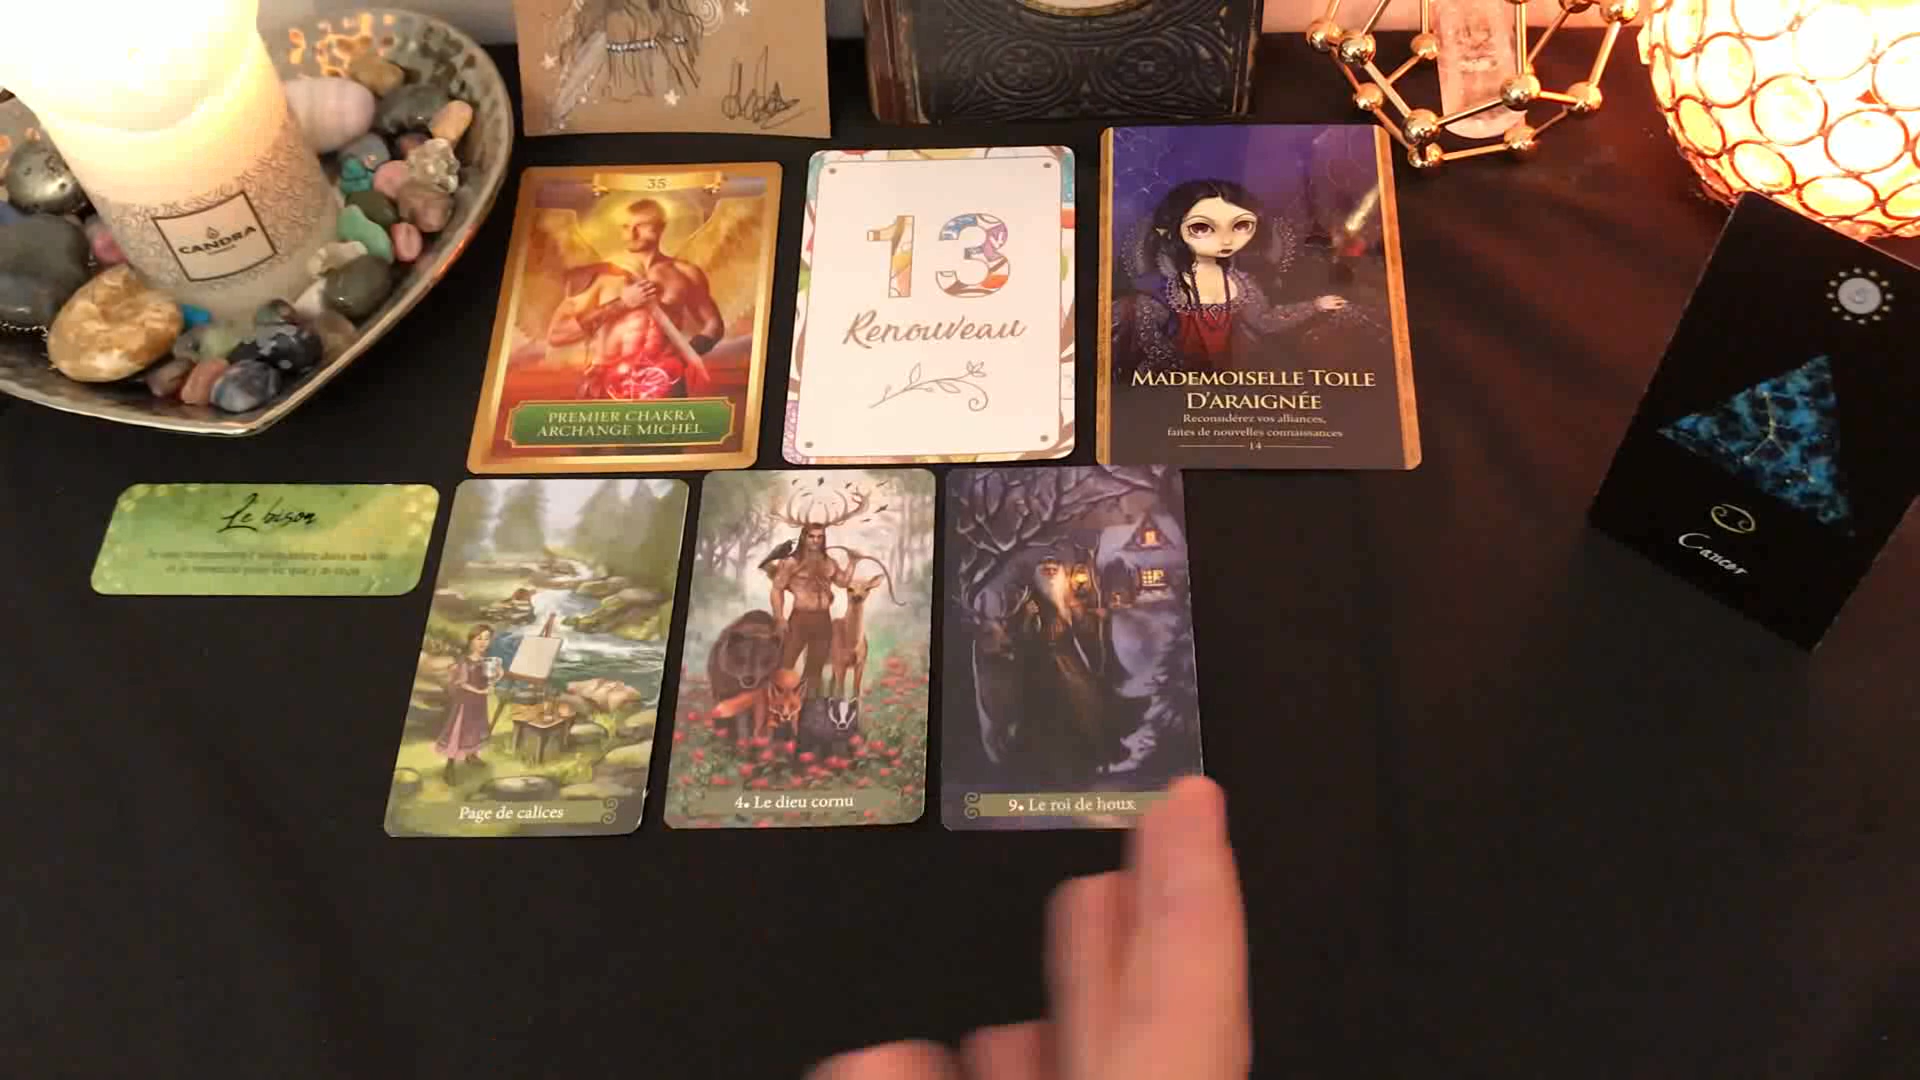 CANDRA
35
PREMIER CHAKRA
ARCHANGE MICHEL
13
Renouveau
MADEMOISELLE TOILE
D'ARAIGNÉE
Reconsidérez vos alliances,
faites de nouvelles connaissances
14
Cancer
Le bison
Page de calices
4. Le dieu cornu
9. Le roi de houx